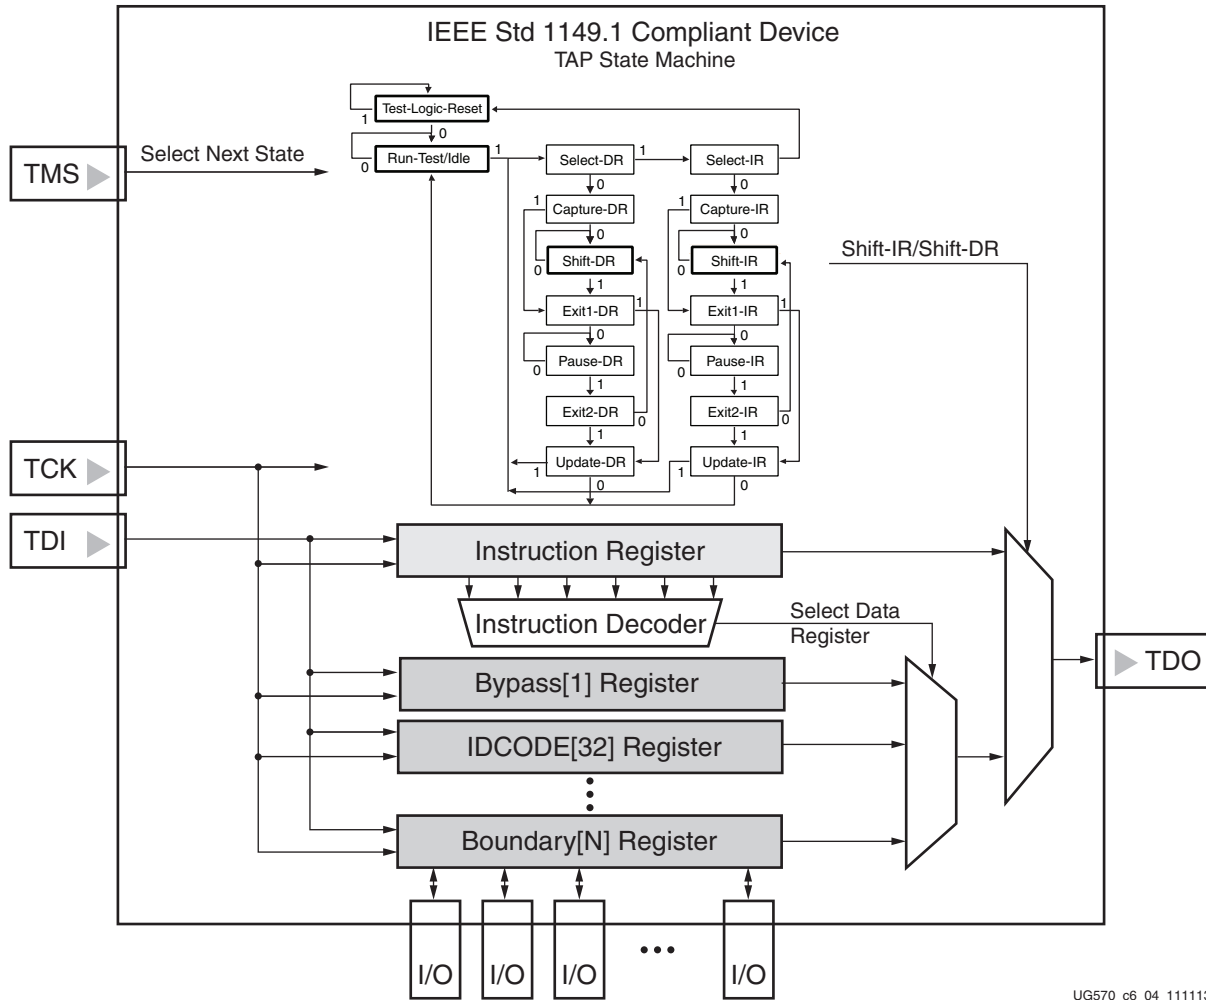 IEEE Std 1149.1 Compliant Device
TAP State Machine
Test-Logic-Reset
1
0
TMS
Select Next State
Run-Test/Idle
0
1
Select-DR
1
Select-IR
0
0
1
Capture-DR
1
Capture-IR
0
0
Shift-DR
0
Shift-IR
0
Shift-IR/Shift-DR
1
1
Exit1-DR
1
Exit1-IR
1
0
0
Pause-DR
0
Pause-IR
0
1
1
Exit2-DR
0
Exit2-IR
0
1
1
TCK
Update-DR
1
Update-IR
1
0
0
TDI
Instruction Register
Instruction Decoder
Select Data
Register
TDO
Bypass[1] Register
IDCODE[32] Register
Boundary[N] Register
I/O
I/O
I/O
I/O
UG570_c6_04_111113